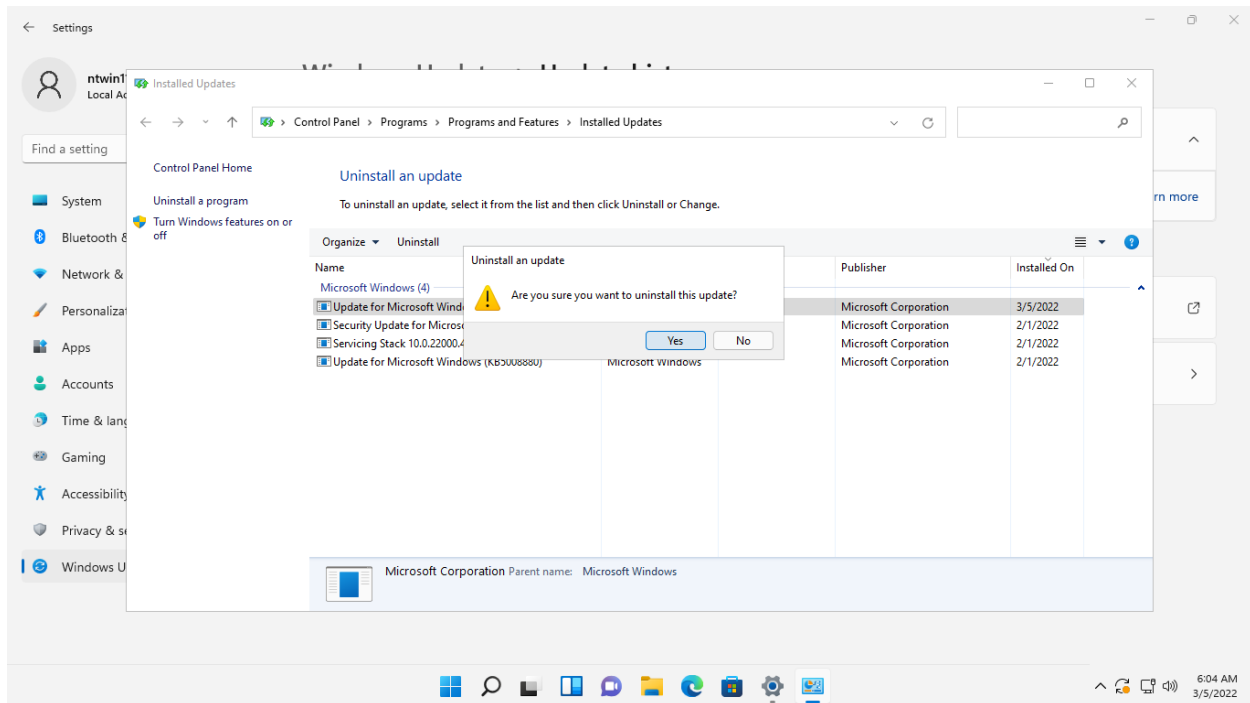 Settings
ntwin1
Local Ac
Find a setting
System
Bluetooth &
Network &
Personalizat
Apps
Accounts
Time & lang
Gaming
Accessibility
Privacy & se
Windows U
Installed Updates
Control Panel > Programs > Programs and Features > Installed Updates
Control Panel Home
Uninstall a program
Turn Windows features on or
off
Uninstall an update
To uninstall an update, select it from the list and then click Uninstall or Change.
Organize Uninstall
Name Publisher Installed On
Microsoft Windows (4)
Update for Microsoft Wind Microsoft Corporation 3/5/2022
Security Update for Microso Microsoft Corporation 2/1/2022
Servicing Stack 10.0.22000.4 Microsoft Corporation 2/1/2022
Update for Microsoft Windows (KB5008880) Microsoft Windows Microsoft Corporation 2/1/2022
Uninstall an update
Are you sure you want to uninstall this update?
Yes No
Microsoft Corporation Parent name: Microsoft Windows
rn more
6:04 AM
3/5/2022